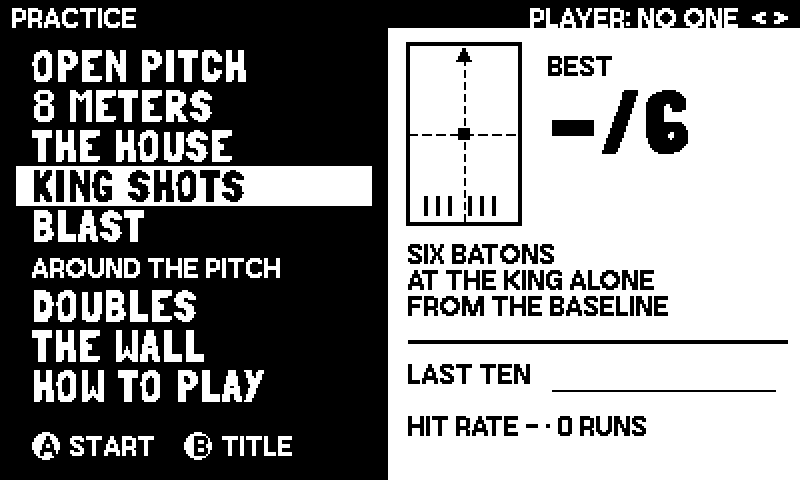 PRACTICE
PLAYER: NO ONE < >
OPEN PITCH
8 METERS
THE HOUSE
KING SHOTS
BLAST
AROUND THE PITCH
DOUBLES
THE WALL
HOW TO PLAY
A START B TITLE
BEST
-/6
SIX BATONS
AT THE KING ALONE
FROM THE BASELINE
LAST TEN
HIT RATE - · 0 RUNS